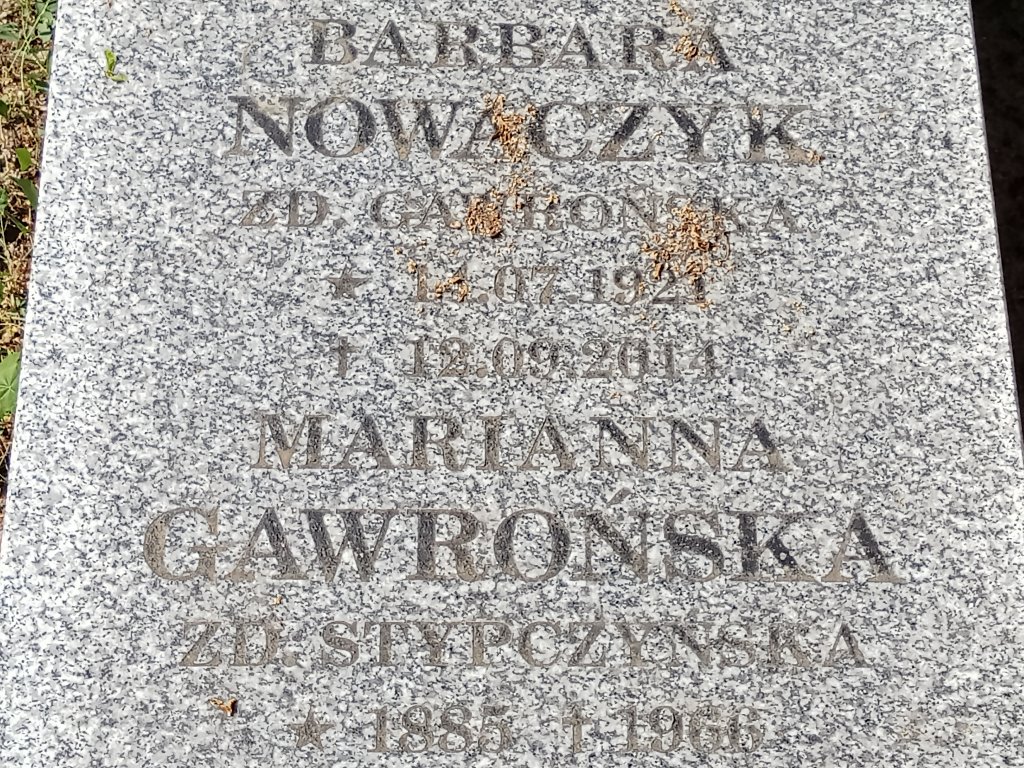 BARBARA
NOWACZYK
ZD. GAWROŃSKA
★ 14.07.1921
† 12.09.2014
MARIANNA
GAWROŃSKA
ZD. STYPCZYŃSKA
★ 1885 † 1966